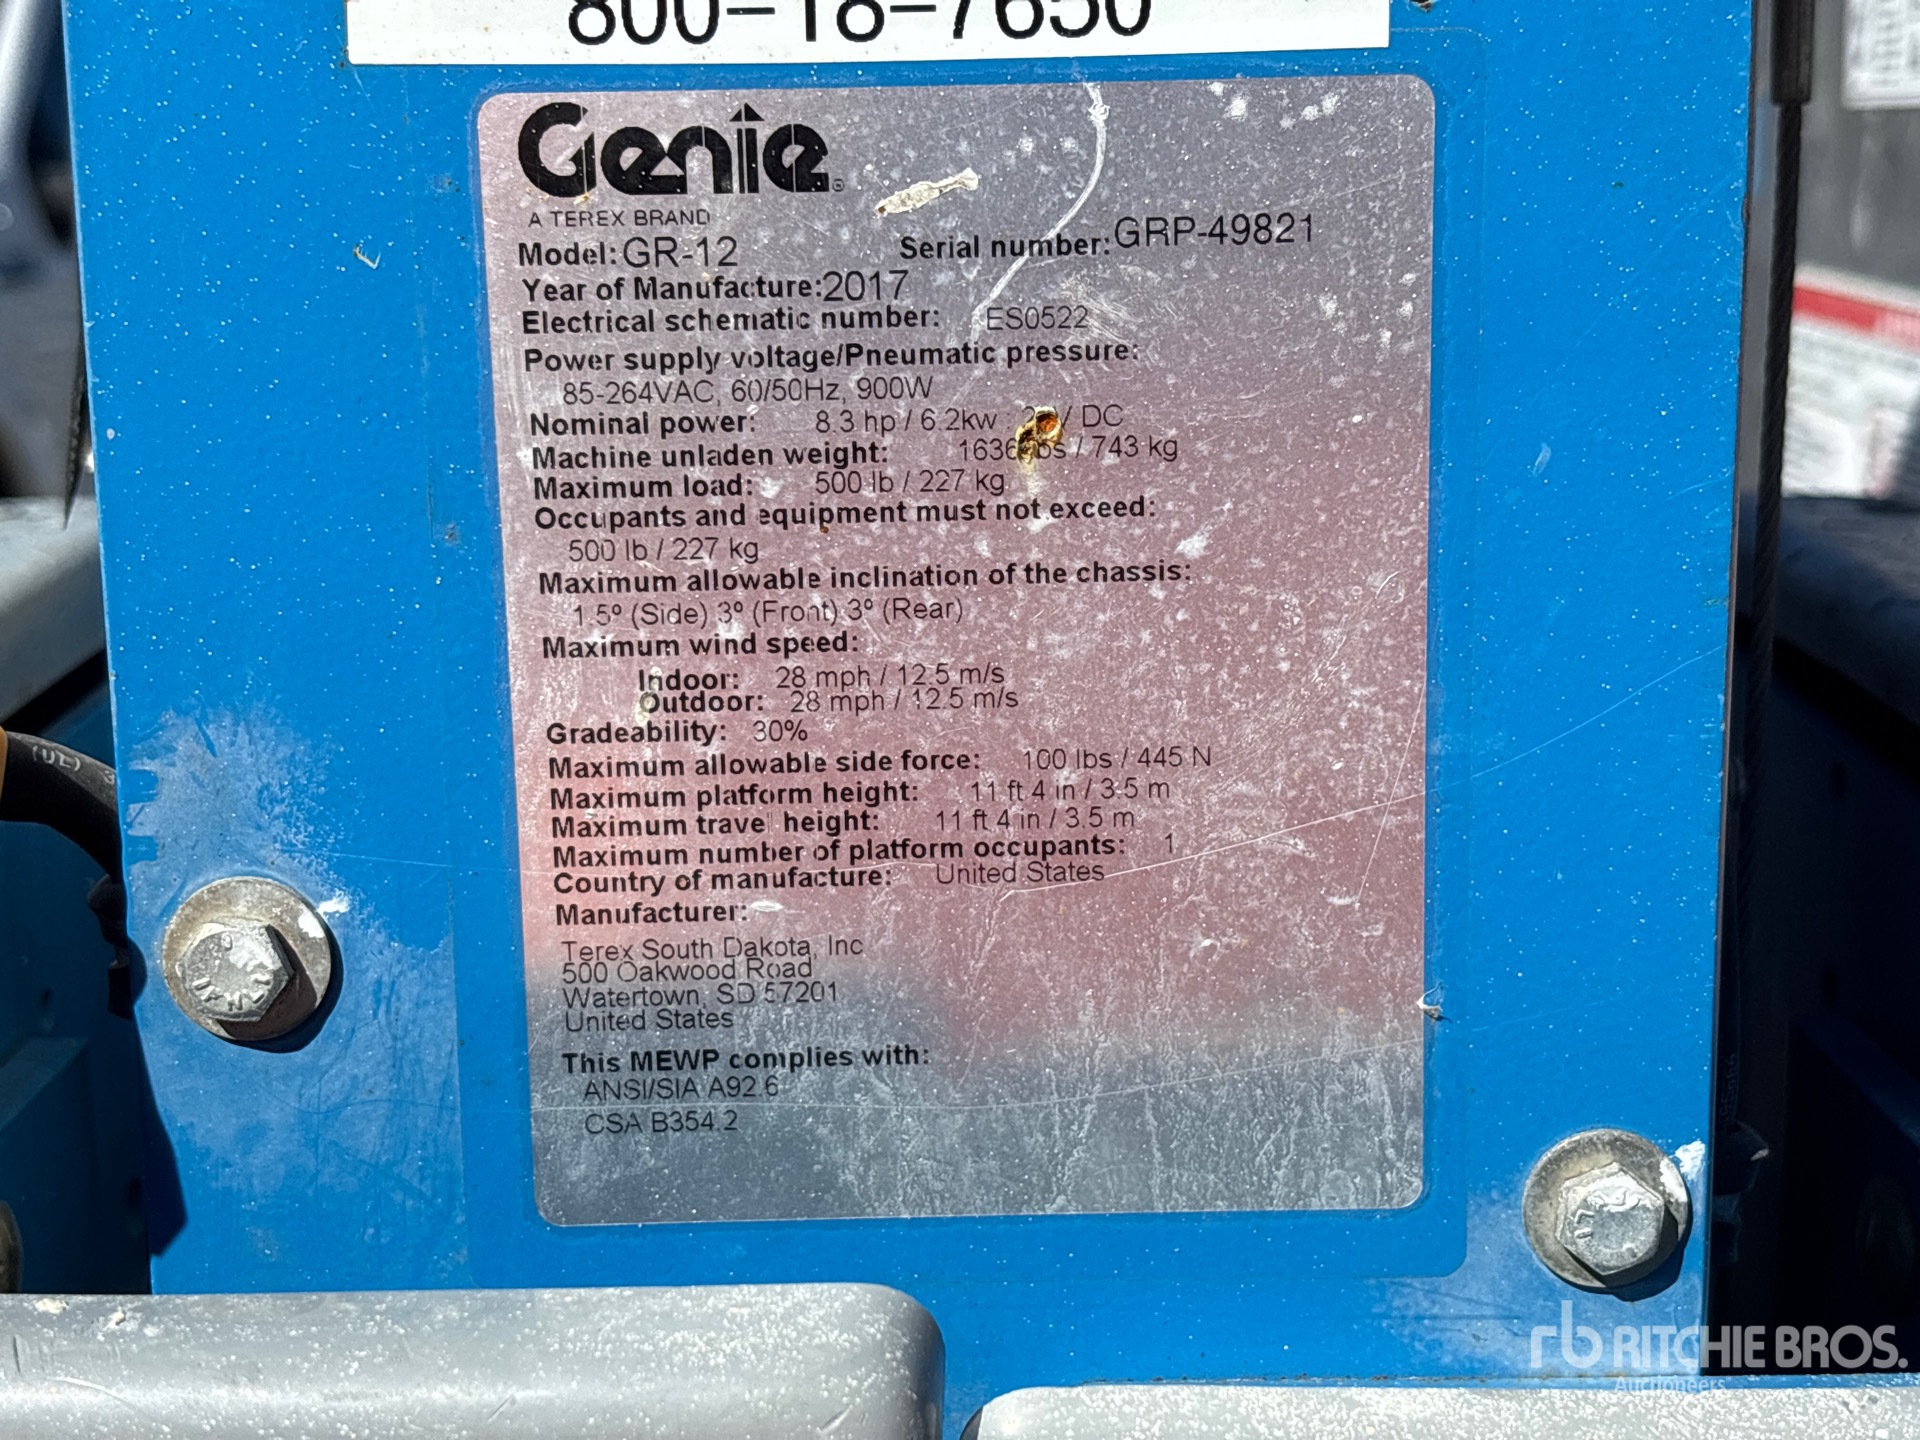 800-18-7650
Genie®
A TEREX BRAND
Model: GR-12 Serial number: GRP-49821
Year of Manufacture: 2017
Electrical schematic number: ES0522
Power supply voltage/Pneumatic pressure:
85-264VAC, 60/50Hz, 900W
Nominal power: 8.3 hp / 6.2kw DC
Machine unladen weight: / 743 kg
Maximum load: 500 lb / 227 kg
Occupants and equipment must not exceed:
500 lb / 227 kg
Maximum allowable inclination of the chassis:
1.5º (Side) 3º (Front) 3º (Rear)
Maximum wind speed:
Indoor: 28 mph / 12.5 m/s
Outdoor: 28 mph / 12.5 m/s
Gradeability: 30%
Maximum allowable side force: 100 lbs / 445 N
Maximum platform height: 11 ft 4 in / 3.5 m
Maximum travel height: 11 ft 4 in / 3.5 m
Maximum number of platform occupants: 1
Country of manufacture: United States
Manufacturer:
Terex South Dakota, Inc
500 Oakwood Road
Watertown, SD 57201
United States
This MEWP complies with:
ANSI/SIA A92.6
CSA B354.2
rb RITCHIE BROS.
Auctioneers